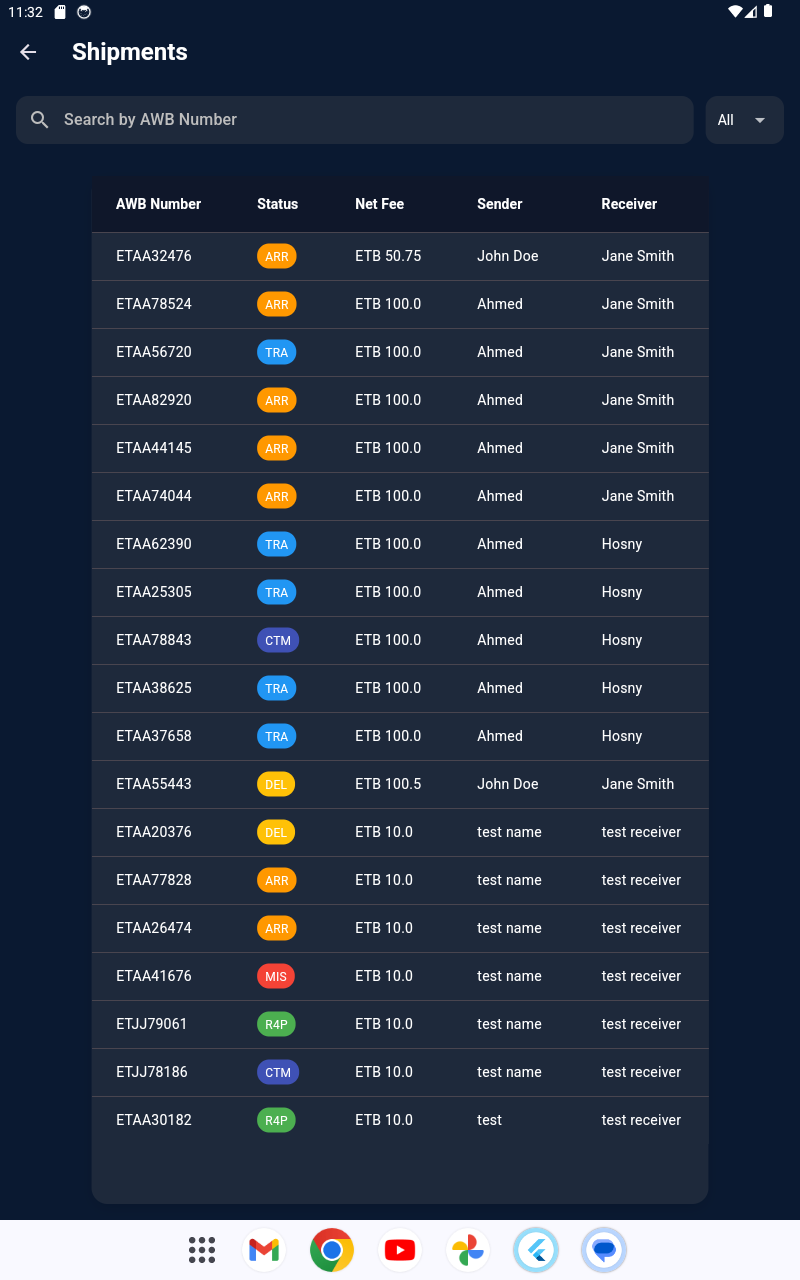 11:32
Shipments
Search by AWB Number
All
AWB Number Status Net Fee Sender Receiver
ETAA32476 ARR ETB 50.75 John Doe Jane Smith
ETAA78524 ARR ETB 100.0 Ahmed Jane Smith
ETAA56720 TRA ETB 100.0 Ahmed Jane Smith
ETAA82920 ARR ETB 100.0 Ahmed Jane Smith
ETAA44145 ARR ETB 100.0 Ahmed Jane Smith
ETAA74044 ARR ETB 100.0 Ahmed Jane Smith
ETAA62390 TRA ETB 100.0 Ahmed Hosny
ETAA25305 TRA ETB 100.0 Ahmed Hosny
ETAA78843 CTM ETB 100.0 Ahmed Hosny
ETAA38625 TRA ETB 100.0 Ahmed Hosny
ETAA37658 TRA ETB 100.0 Ahmed Hosny
ETAA55443 DEL ETB 100.5 John Doe Jane Smith
ETAA20376 DEL ETB 10.0 test name test receiver
ETAA77828 ARR ETB 10.0 test name test receiver
ETAA26474 ARR ETB 10.0 test name test receiver
ETAA41676 MIS ETB 10.0 test name test receiver
ETJJ79061 R4P ETB 10.0 test name test receiver
ETJJ78186 CTM ETB 10.0 test name test receiver
ETAA30182 R4P ETB 10.0 test test receiver